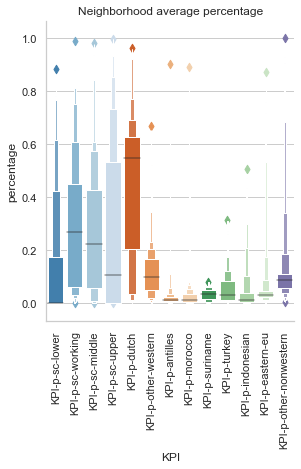 Neighborhood average percentage
percentage
1.0
0.8
0.6
0.4
0.2
0.0
KPI-p-sc-lower
KPI-p-sc-working
KPI-p-sc-middle
KPI-p-sc-upper
KPI-p-dutch
KPI-p-other-western
KPI-p-antilles
KPI-p-morocco
KPI-p-suriname
KPI-p-turkey
KPI-p-indonesian
KPI-p-eastern-eu
KPI-p-other-nonwestern
KPI